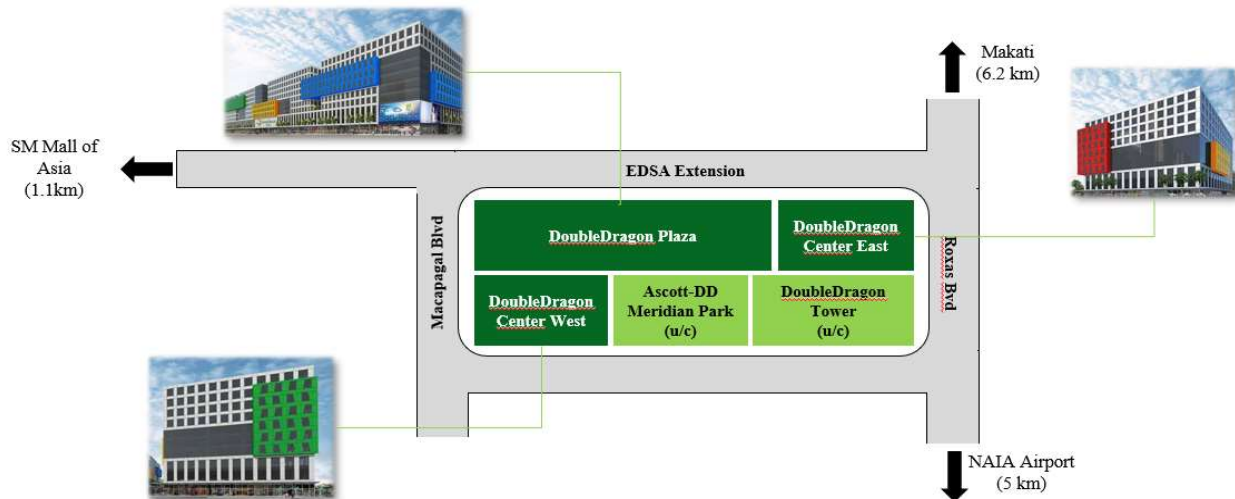 Makati
(6.2 km)
SM Mall of
Asia
(1.1km)
EDSA Extension
Macapagal Blvd
DoubleDragon Plaza
DoubleDragon
Center East
Roxas Bvd
DoubleDragon
Center West
Ascott-DD
Meridian Park
(u/c)
DoubleDragon
Tower
(u/c)
NAIA Airport
(5 km)